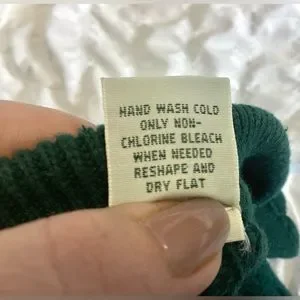 HAND WASH COLD
ONLY NON-
CHLORINE BLEACH
WHEN NEEDED
RESHAPE AND
DRY FLAT